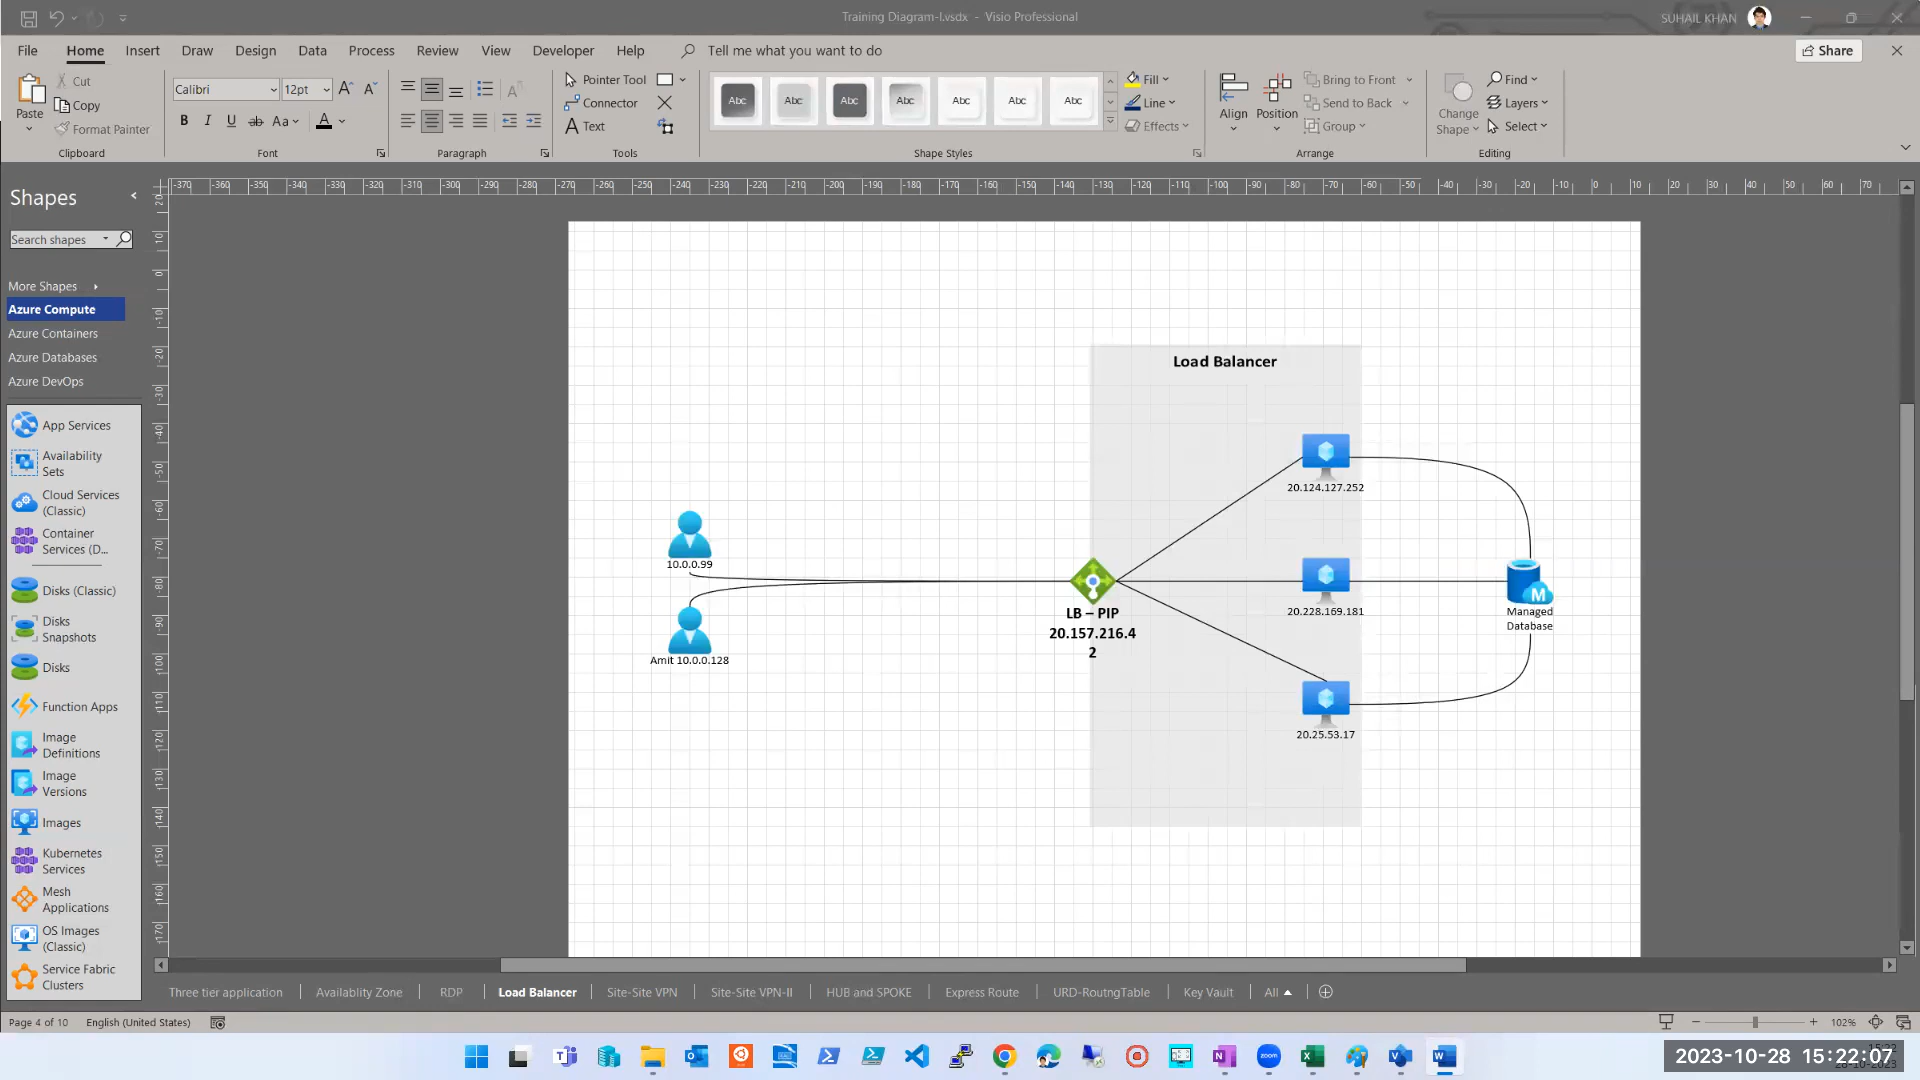 Training Diagram-I.vsdx - Visio Professional
SUHAIL KHAN
File Home Insert Draw Design Data Process Review View Developer Help Tell me what you want to do
Share
Paste
Cut
Copy
Format Painter
Clipboard
Calibri 12pt
Font
Paragraph
Pointer Tool
Connector
Text
Tools
Abc Abc Abc Abc Abc Abc Abc
Shape Styles
Fill
Line
Effects
Align
Position
Bring to Front
Send to Back
Group
Arrange
Change
Shape
Find
Layers
Select
Editing
Shapes
Search shapes
More Shapes
Azure Compute
Azure Containers
Azure Databases
Azure DevOps
App Services
Availability
Sets
Cloud Services
(Classic)
Container
Services (D...
Disks (Classic)
Disks
Snapshots
Disks
Function Apps
Image
Definitions
Image
Versions
Images
Kubernetes
Services
Mesh
Applications
OS Images
(Classic)
Service Fabric
Clusters
Load Balancer
20.124.127.252
10.0.0.99
LB – PIP
20.157.216.4
2
20.228.169.181
Managed
Database
Amit 10.0.0.128
20.25.53.17
Three tier application Availablity Zone RDP Load Balancer Site-Site VPN Site-Site VPN-II HUB and SPOKE Express Route URD-RoutngTable Key Vault All
Page 4 of 10 English (United States)
102%
2023-10-28 15:22:07